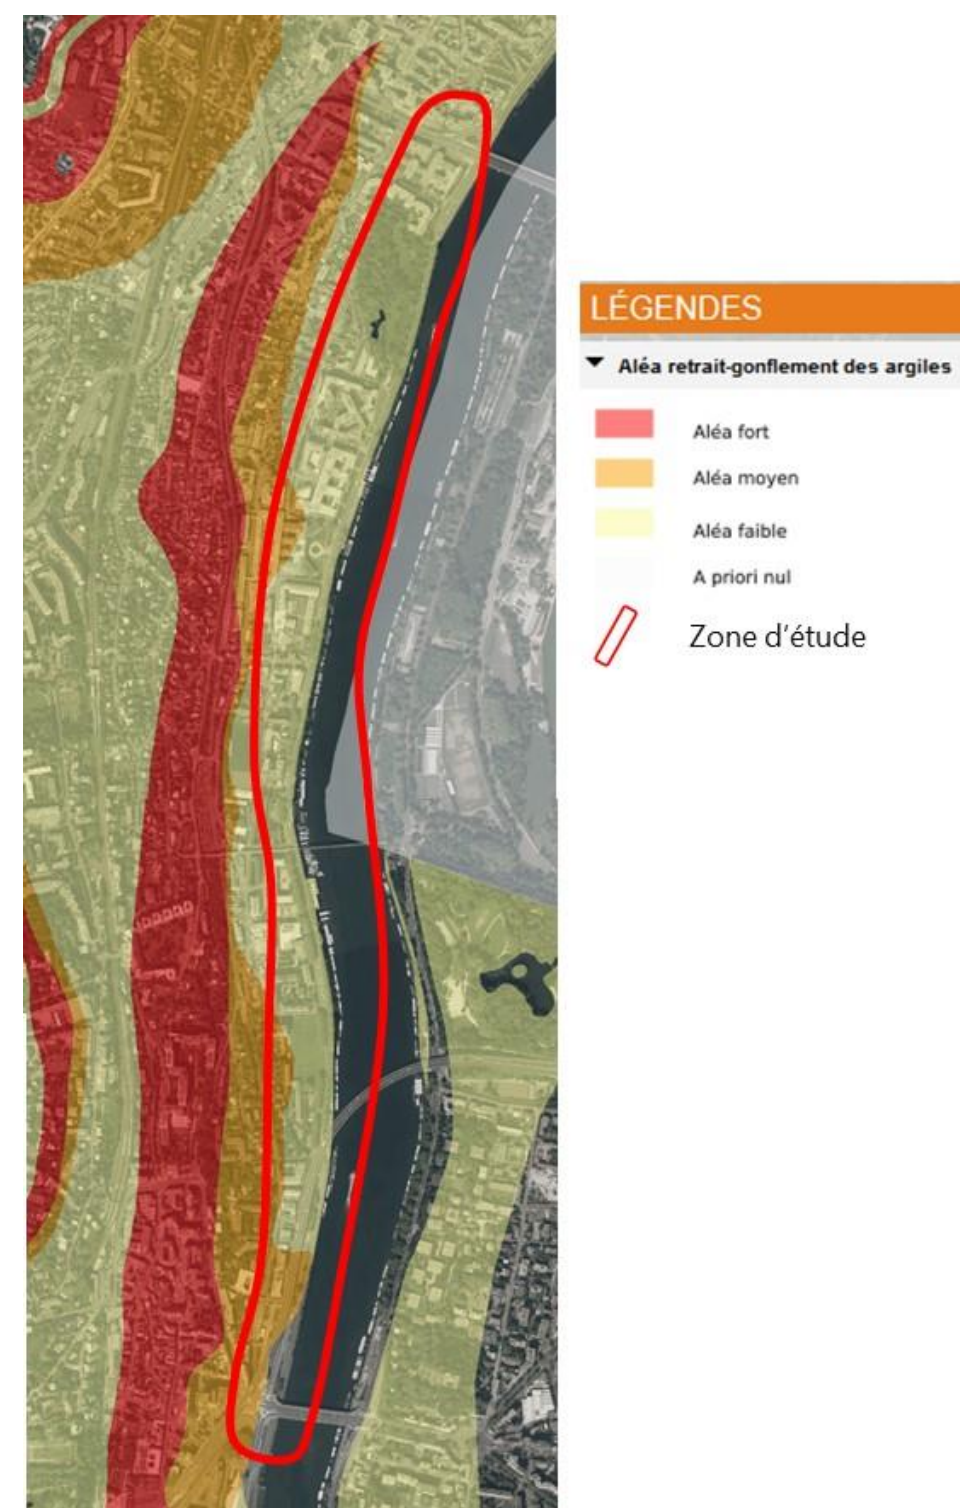 LÉGENDES
Aléa retrait-gonflement des argiles
Aléa fort
Aléa moyen
Aléa faible
A priori nul
Zone d'étude